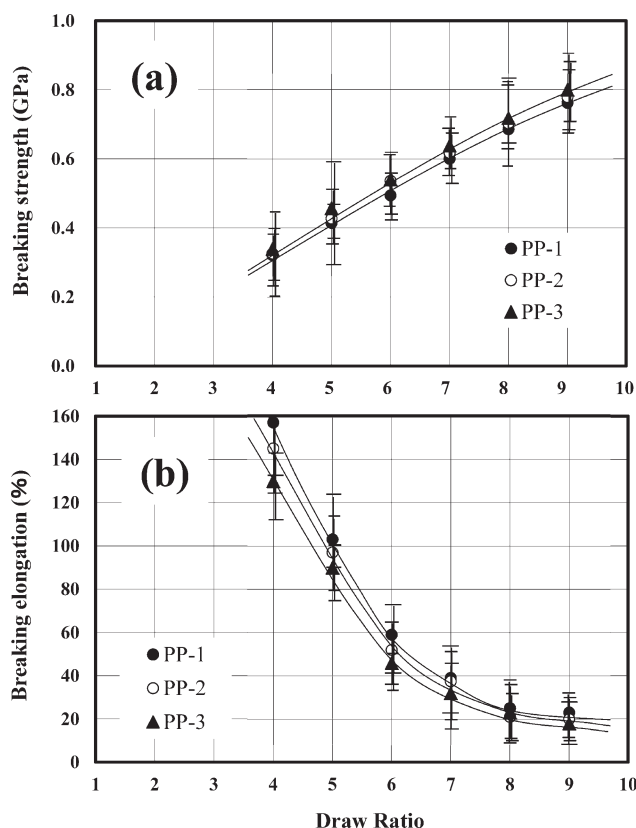 (a)
Breaking strength (GPa)
1.0
0.8
0.6
0.4
0.2
0.0
PP-1
PP-2
PP-3
1 2 3 4 5 6 7 8 9 10
(b)
Breaking elongation (%)
160
140
120
100
80
60
40
20
0
PP-1
PP-2
PP-3
1 2 3 4 5 6 7 8 9 10
Draw Ratio